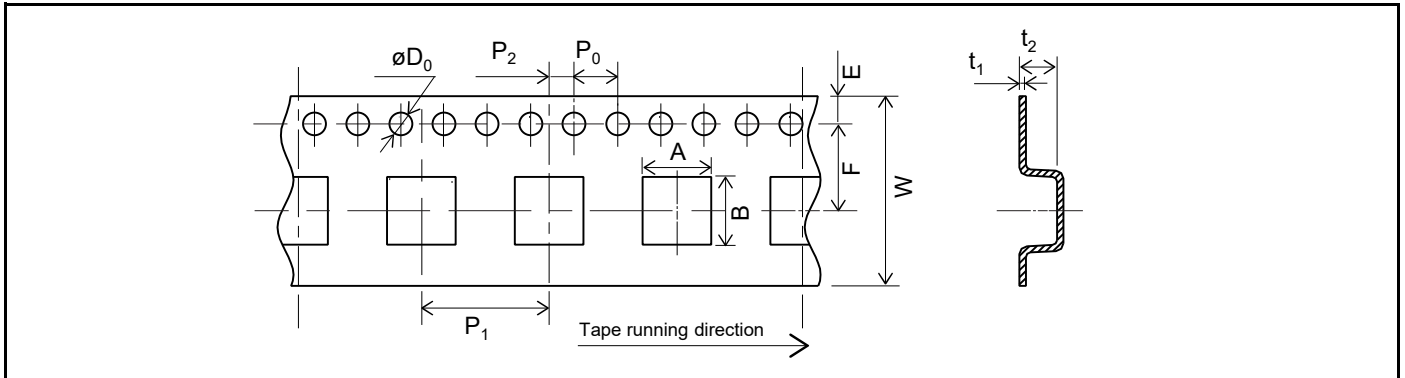 øD₀
P₂
P₀
E
t₁
t₂
A
B
F
W
P₁
Tape running direction